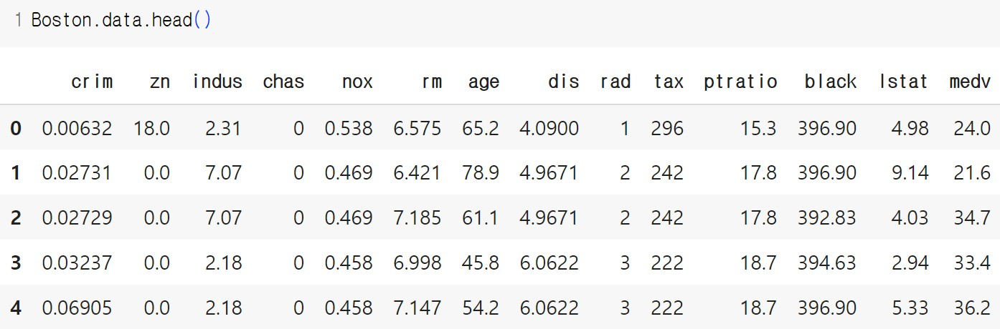 1 Boston.data.head()
crim zn indus chas nox rm age dis rad tax ptratio black lstat medv
0 0.00632 18.0 2.31 0 0.538 6.575 65.2 4.0900 1 296 15.3 396.90 4.98 24.0
1 0.02731 0.0 7.07 0 0.469 6.421 78.9 4.9671 2 242 17.8 396.90 9.14 21.6
2 0.02729 0.0 7.07 0 0.469 7.185 61.1 4.9671 2 242 17.8 392.83 4.03 34.7
3 0.03237 0.0 2.18 0 0.458 6.998 45.8 6.0622 3 222 18.7 394.63 2.94 33.4
4 0.06905 0.0 2.18 0 0.458 7.147 54.2 6.0622 3 222 18.7 396.90 5.33 36.2